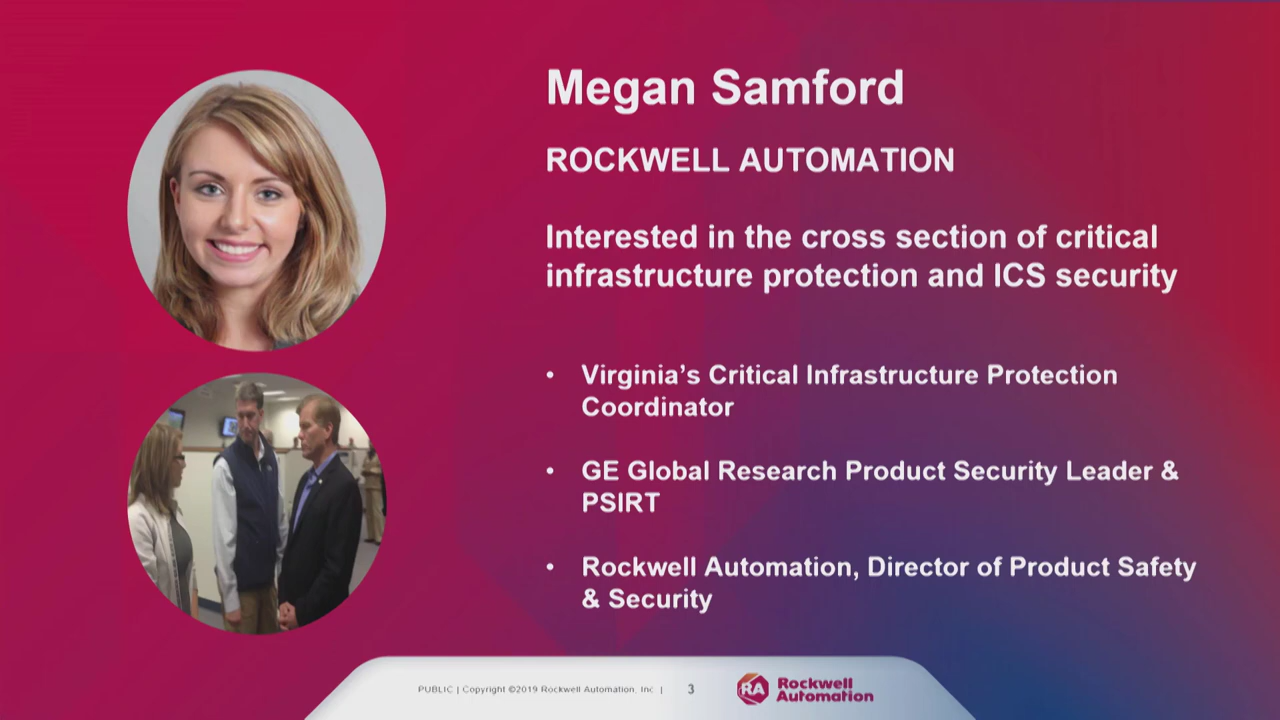 Megan Samford
ROCKWELL AUTOMATION
Interested in the cross section of critical
infrastructure protection and ICS security
• Virginia's Critical Infrastructure Protection
Coordinator
• GE Global Research Product Security Leader &
PSIRT
• Rockwell Automation, Director of Product Safety
& Security
PUBLIC | Copyright ©2019 Rockwell Automation, Inc. |
3
RA
Rockwell
Automation